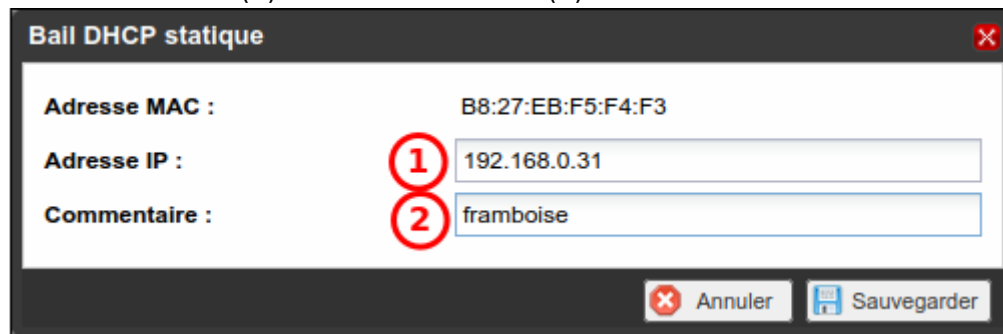 Bail DHCP statique
Adresse MAC : B8:27:EB:F5:F4:F3
Adresse IP : 1 192.168.0.31
Commentaire : 2 framboise
Annuler Sauvegarder